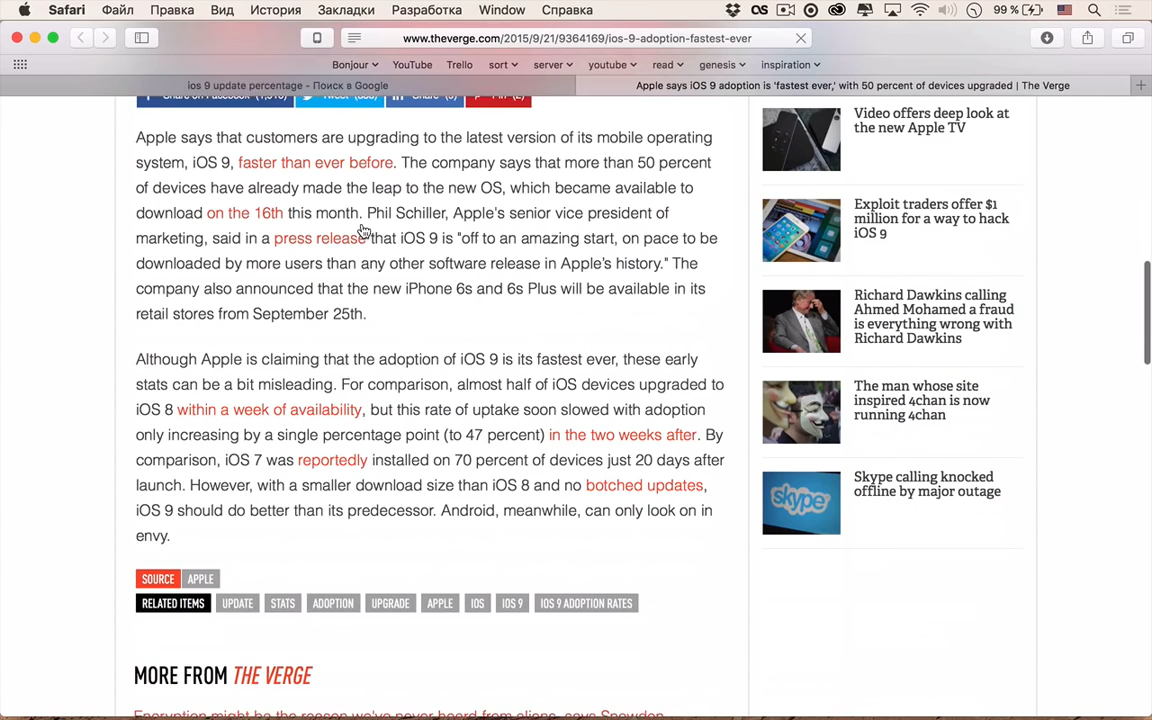 Safari Файл Правка Вид История Закладки Разработка Window Справка 99 %
www.theverge.com/2015/9/21/9364169/ios-9-adoption-fastest-ever
Bonjour YouTube Trello sort server youtube read genesis inspiration
ios 9 update percentage - Поиск в Google
Apple says iOS 9 adoption is 'fastest ever,' with 50 percent of devices upgraded | The Verge
Apple says that customers are upgrading to the latest version of its mobile operating
system, iOS 9, faster than ever before. The company says that more than 50 percent
of devices have already made the leap to the new OS, which became available to
download on the 16th this month. Phil Schiller, Apple's senior vice president of
marketing, said in a press release that iOS 9 is "off to an amazing start, on pace to be
downloaded by more users than any other software release in Apple's history." The
company also announced that the new iPhone 6s and 6s Plus will be available in its
retail stores from September 25th.
Although Apple is claiming that the adoption of iOS 9 is its fastest ever, these early
stats can be a bit misleading. For comparison, almost half of iOS devices upgraded to
iOS 8 within a week of availability, but this rate of uptake soon slowed with adoption
only increasing by a single percentage point (to 47 percent) in the two weeks after. By
comparison, iOS 7 was reportedly installed on 70 percent of devices just 20 days after
launch. However, with a smaller download size than iOS 8 and no botched updates,
iOS 9 should do better than its predecessor. Android, meanwhile, can only look on in
envy.
SOURCE APPLE
RELATED ITEMS UPDATE STATS ADOPTION UPGRADE APPLE IOS IOS 9 IOS 9 ADOPTION RATES
MORE FROM THE VERGE
Encryption might be the reason we've never heard from aliens, says Snowden
Video offers deep look at
the new Apple TV
Exploit traders offer $1
million for a way to hack
iOS 9
Richard Dawkins calling
Ahmed Mohamed a fraud
is everything wrong with
Richard Dawkins
The man whose site
inspired 4chan is now
running 4chan
Skype calling knocked
offline by major outage